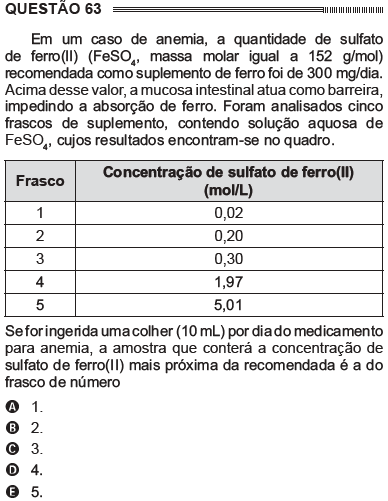 QUESTÃO 63
Em um caso de anemia, a quantidade de sulfato
de ferro(II) (FeSO4, massa molar igual a 152 g/mol)
recomendada como suplemento de ferro foi de 300 mg/dia.
Acima desse valor, a mucosa intestinal atua como barreira,
impedindo a absorção de ferro. Foram analisados cinco
frascos de suplemento, contendo solução aquosa de
FeSO4, cujos resultados encontram-se no quadro.
Frasco Concentração de sulfato de ferro(II)
(mol/L)
1 0,02
2 0,20
3 0,30
4 1,97
5 5,01
Se for ingerida uma colher (10 mL) por dia do medicamento
para anemia, a amostra que conterá a concentração de
sulfato de ferro(II) mais próxima da recomendada é a do
frasco de número
A 1.
B 2.
C 3.
D 4.
E 5.